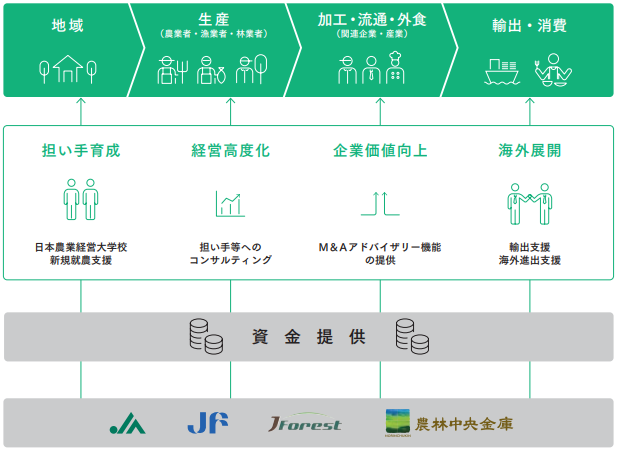 地域
生産
（農業者・漁業者・林業者）
加工・流通・外食
（関連企業・産業）
輸出・消費
担い手育成
経営高度化
企業価値向上
海外展開
日本農業経営大学校
新規就農支援
担い手等への
コンサルティング
M&Aアドバイザリー機能
の提供
輸出支援
海外進出支援
資金提供
JA
JF
JForest
農林中央金庫